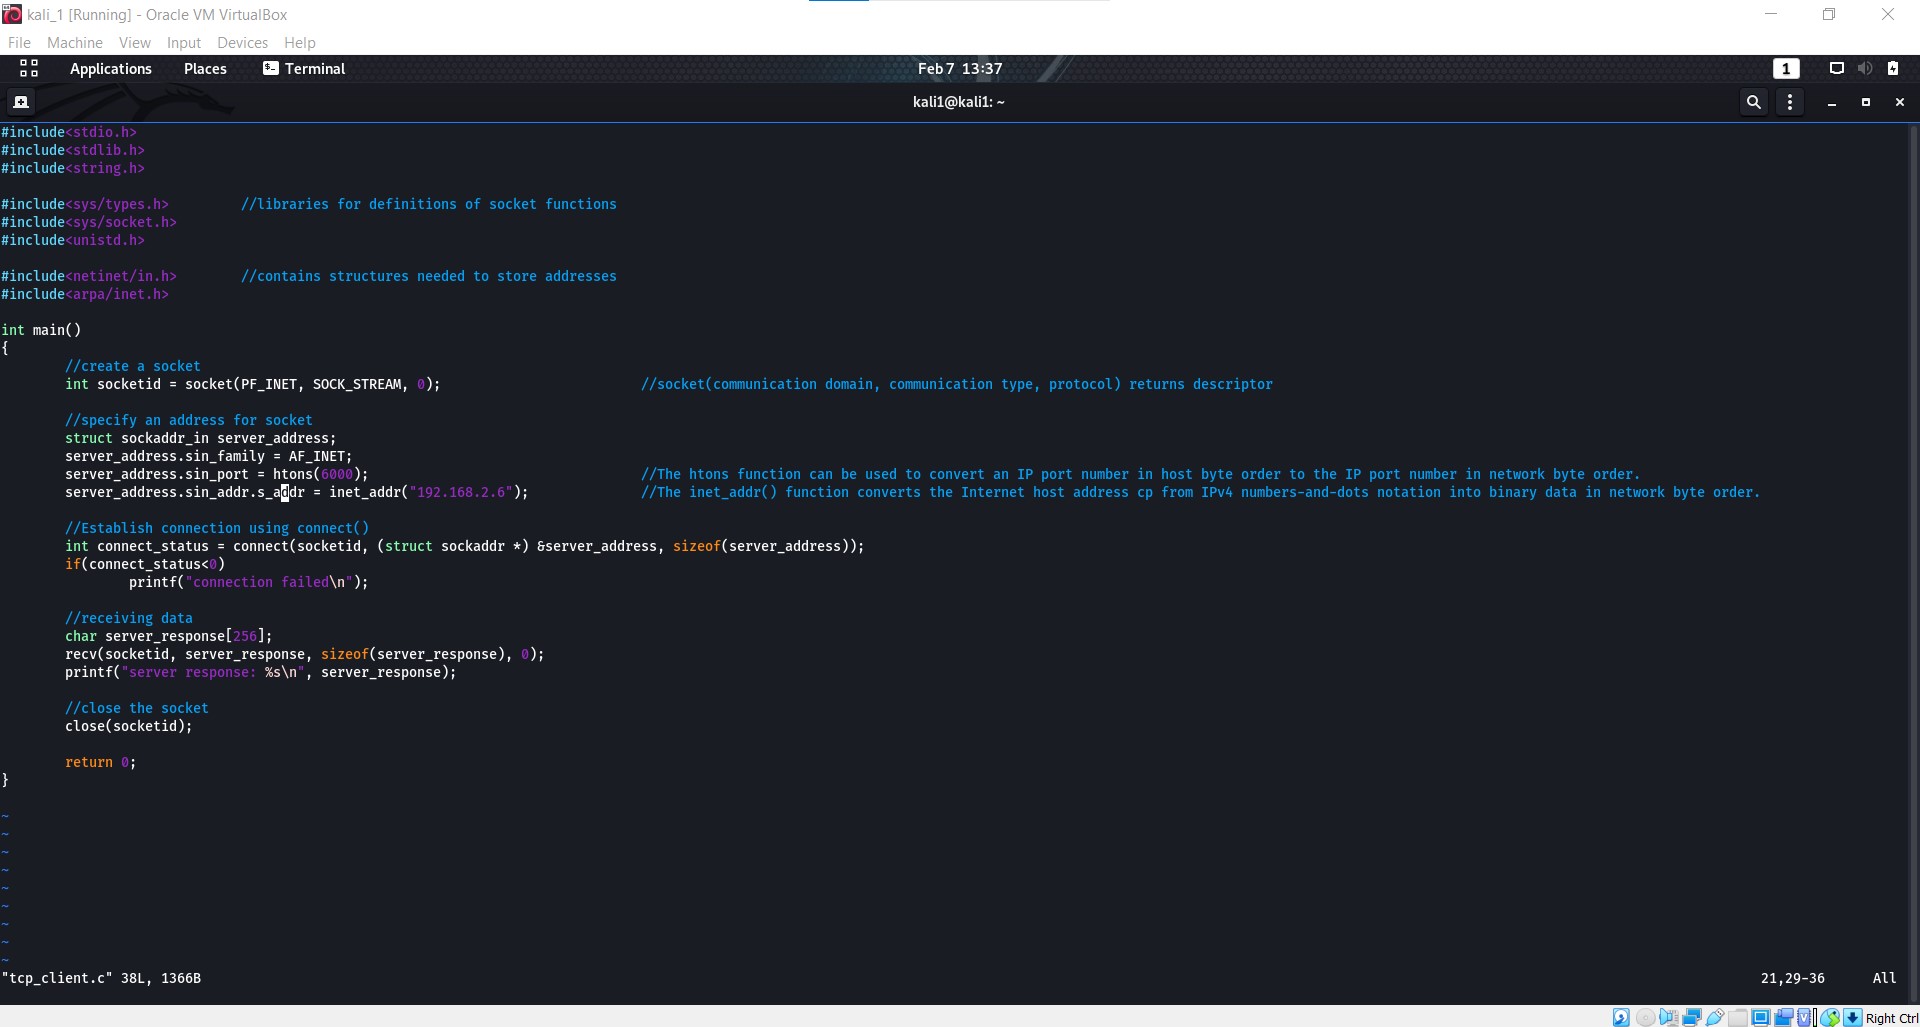 kali_1 [Running] - Oracle VM VirtualBox
File Machine View Input Devices Help
Applications Places Terminal Feb 7 13:37 1
kali1@kali1: ~
#include<stdio.h>
#include<stdlib.h>
#include<string.h>
#include<sys/types.h> //libraries for definitions of socket functions
#include<sys/socket.h>
#include<unistd.h>
#include<netinet/in.h> //contains structures needed to store addresses
#include<arpa/inet.h>
int main()
{
//create a socket
int socketid = socket(PF_INET, SOCK_STREAM, 0); //socket(communication domain, communication type, protocol) returns descriptor
//specify an address for socket
struct sockaddr_in server_address;
server_address.sin_family = AF_INET;
server_address.sin_port = htons(6000); //The htons function can be used to convert an IP port number in host byte order to the IP port number in network byte order.
server_address.sin_addr.s_addr = inet_addr("192.168.2.6"); //The inet_addr() function converts the Internet host address cp from IPv4 numbers-and-dots notation into binary data in network byte order.
//Establish connection using connect()
int connect_status = connect(socketid, (struct sockaddr *) &server_address, sizeof(server_address));
if(connect_status<0)
printf("connection failed\n");
//receiving data
char server_response[256];
recv(socketid, server_response, sizeof(server_response), 0);
printf("server response: %s\n", server_response);
//close the socket
close(socketid);
return 0;
}
~
~
~
~
~
~
~
~
~
"tcp_client.c" 38L, 1366B 21,29-36 All
Right Ctrl